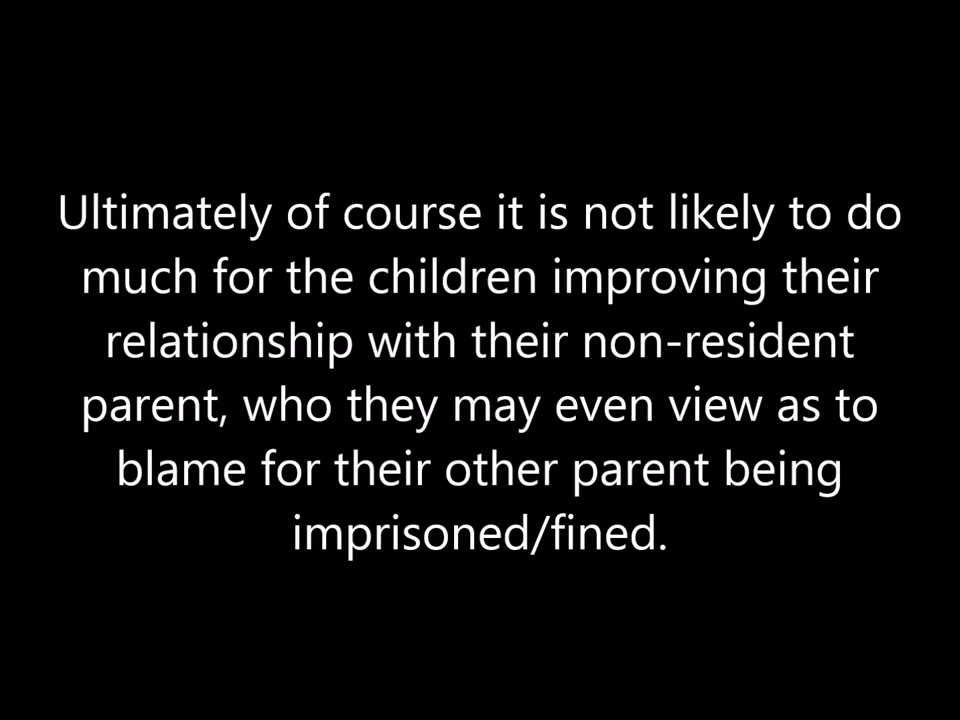 Ultimately of course it is not likely to do
much for the children improving their
relationship with their non-resident
parent, who they may even view as to
blame for their other parent being
imprisoned/fined.